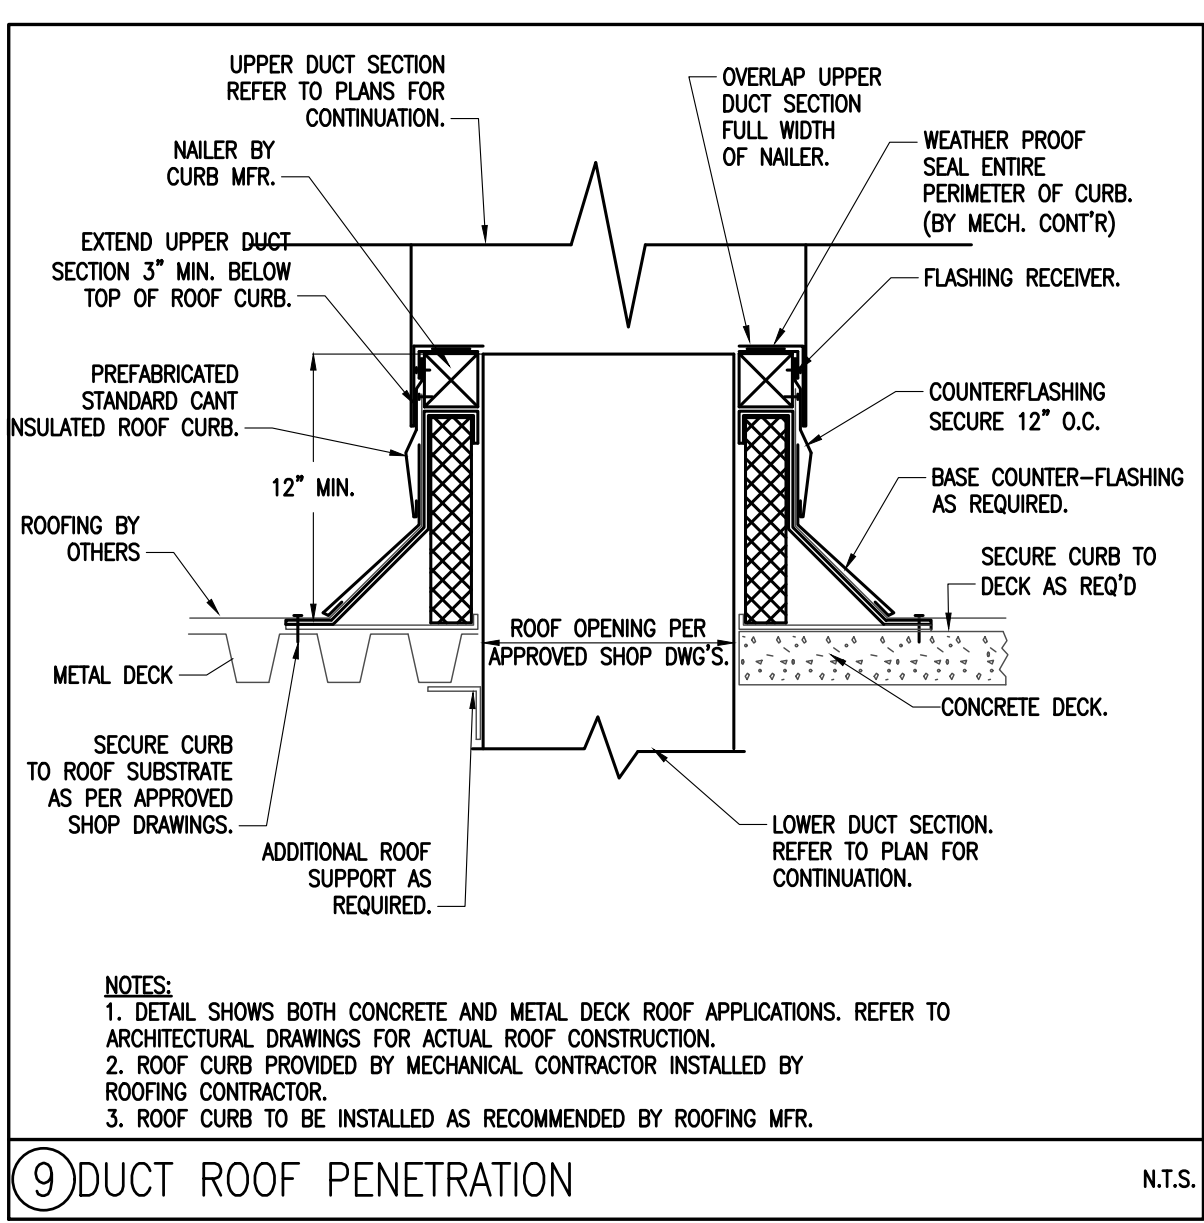 UPPER DUCT SECTION
REFER TO PLANS FOR
CONTINUATION.
NAILER BY
CURB MFR.
EXTEND UPPER DUCT
SECTION 3" MIN. BELOW
TOP OF ROOF CURB.
PREFABRICATED
STANDARD CANT
INSULATED ROOF CURB.
12" MIN.
ROOFING BY
OTHERS
METAL DECK
SECURE CURB
TO ROOF SUBSTRATE
AS PER APPROVED
SHOP DRAWINGS.
ADDITIONAL ROOF
SUPPORT AS
REQUIRED.
OVERLAP UPPER
DUCT SECTION
FULL WIDTH
OF NAILER.
WEATHER PROOF
SEAL ENTIRE
PERIMETER OF CURB.
(BY MECH. CONT'R)
FLASHING RECEIVER.
COUNTERFLASHING
SECURE 12" O.C.
BASE COUNTER-FLASHING
AS REQUIRED.
SECURE CURB TO
DECK AS REQ'D
ROOF OPENING PER
APPROVED SHOP DWG'S.
CONCRETE DECK.
LOWER DUCT SECTION.
REFER TO PLAN FOR
CONTINUATION.
NOTES:
1. DETAIL SHOWS BOTH CONCRETE AND METAL DECK ROOF APPLICATIONS. REFER TO
ARCHITECTURAL DRAWINGS FOR ACTUAL ROOF CONSTRUCTION.
2. ROOF CURB PROVIDED BY MECHANICAL CONTRACTOR INSTALLED BY
ROOFING CONTRACTOR.
3. ROOF CURB TO BE INSTALLED AS RECOMMENDED BY ROOFING MFR.
9 DUCT ROOF PENETRATION
N.T.S.